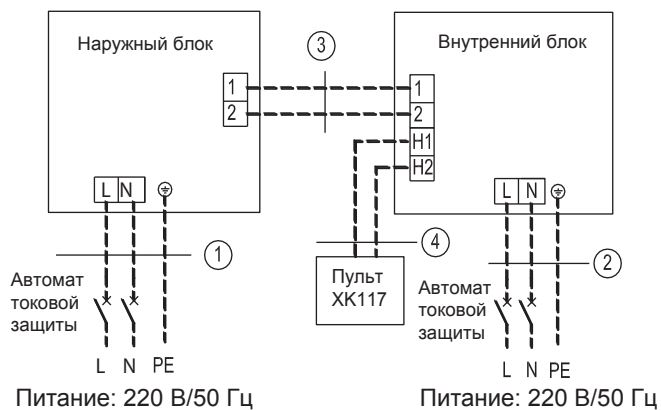 Наружный блок
Внутренний блок
3
1
2
1
2
H1
H2
L N
L N
1
4
2
Автомат
токовой
защиты
Пульт
XK117
Автомат
токовой
защиты
L N PE
L N PE
Питание: 220 В/50 Гц
Питание: 220 В/50 Гц